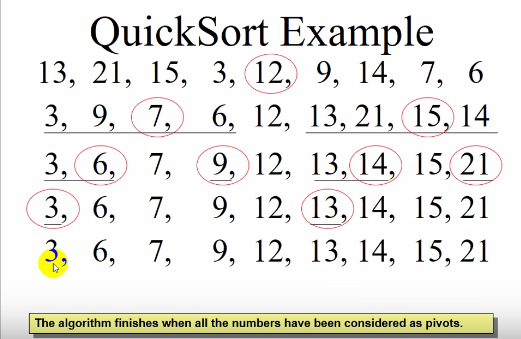 QuickSort Example
13, 21, 15, 3, 12, 9, 14, 7, 6
3, 9, 7, 6, 12, 13, 21, 15, 14
3, 6, 7, 9, 12, 13, 14, 15, 21
3, 6, 7, 9, 12, 13, 14, 15, 21
3, 6, 7, 9, 12, 13, 14, 15, 21
The algorithm finishes when all the numbers have been considered as pivots.